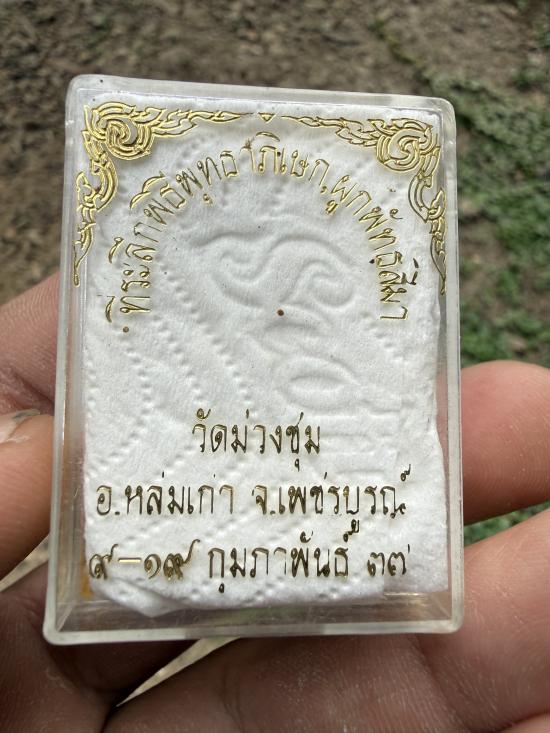 ที่ระลึกพิธีพุทธาภิเษก,ผูกพัทธสีมา
วัดม่วงชุม
อ.หล่มเก่า จ.เพชรบูรณ์
๙-๑๙ กุมภาพันธ์ ๓๗